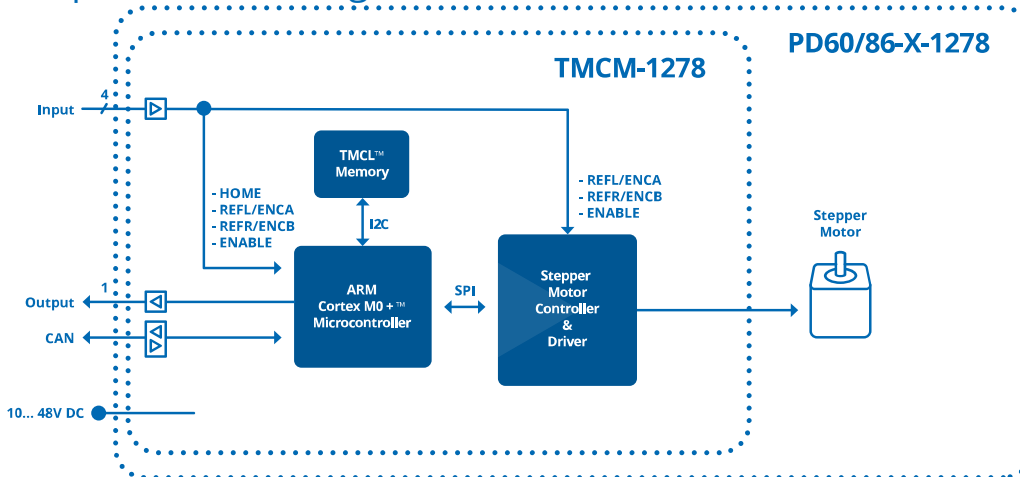 PD60/86-X-1278
TMCM-1278
4
Input
TMCL™
Memory
- HOME
- REFL/ENCA
- REFR/ENCB
- ENABLE
I2C
- REFL/ENCA
- REFR/ENCB
- ENABLE
Stepper
Motor
ARM
Cortex M0 + ™
Microcontroller
SPI
Stepper
Motor
Controller
&
Driver
1
Output
CAN
10... 48V DC